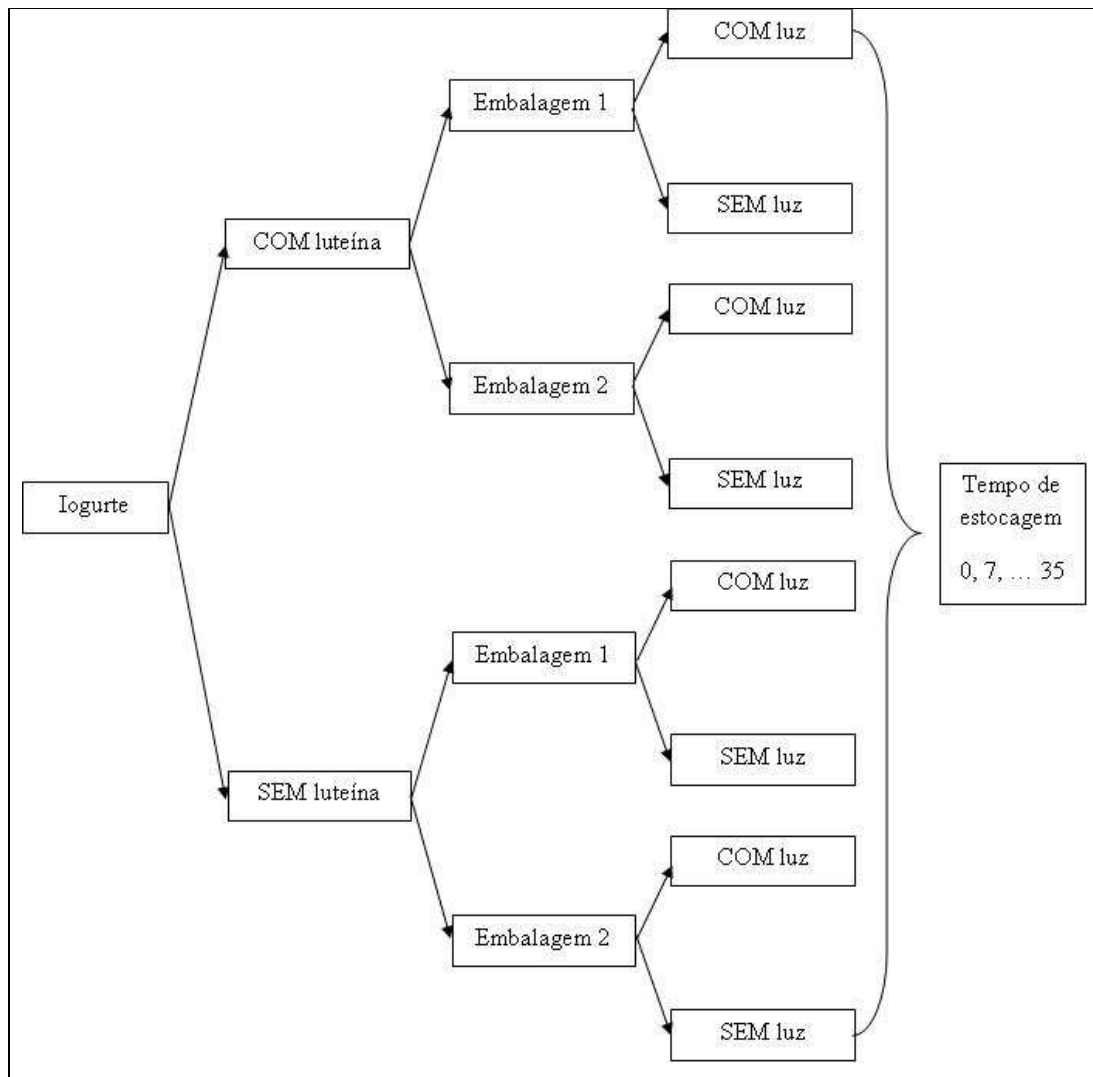 COM luz
Embalagem 1
SEM luz
COM luteína
COM luz
Embalagem 2
SEM luz
Iogurte
Tempo de
estocagem
0, 7, ... 35
COM luz
Embalagem 1
SEM luz
SEM luteína
COM luz
Embalagem 2
SEM luz